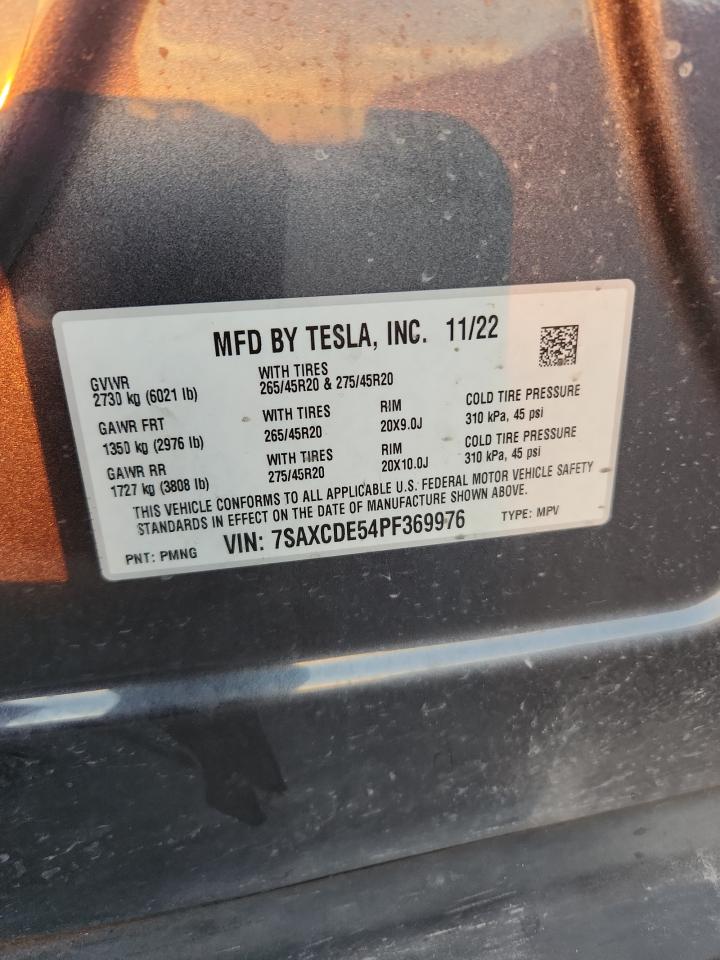 MFD BY TESLA, INC. 11/22
GVWR
2730 kg (6021 lb)
WITH TIRES
265/45R20 & 275/45R20
GAWR FRT
1350 kg (2976 lb)
WITH TIRES
265/45R20
RIM
20X9.0J
COLD TIRE PRESSURE
310 kPa, 45 psi
GAWR RR
1727 kg (3808 lb)
WITH TIRES
275/45R20
RIM
20X10.0J
COLD TIRE PRESSURE
310 kPa, 45 psi
THIS VEHICLE CONFORMS TO ALL APPLICABLE U.S. FEDERAL MOTOR VEHICLE SAFETY
STANDARDS IN EFFECT ON THE DATE OF MANUFACTURE SHOWN ABOVE.
PNT: PMNG VIN: 7SAXCDE54PF369976 TYPE: MPV